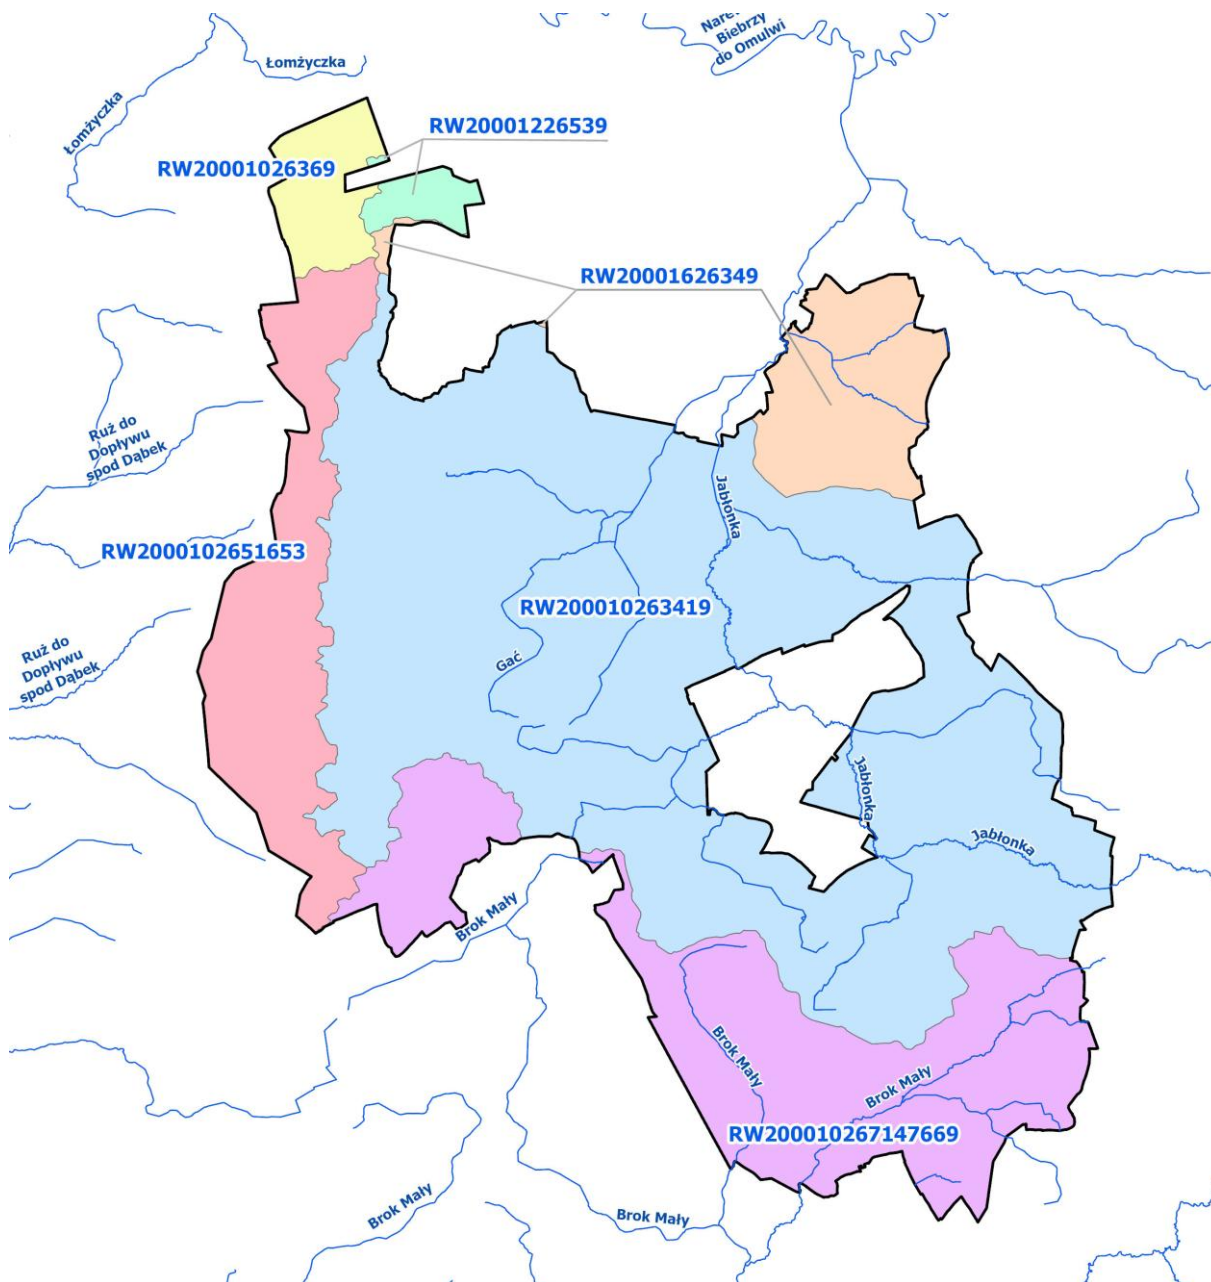 Biebrzy
do Omulwi
Łomżyczka
Łomżyczka
RW20001226539
RW20001026369
RW20001626349
Ruż do
Dopływu
spod Dąbek
Jabłonka
RW2000102651653
RW200010263419
Gać
Ruż do
Dopływu
spod Dąbek
Jabłonka
Jabłonka
Brok Mały
Brok Mały
Brok Mały
RW200010267147669
Brok Mały
Brok Mały